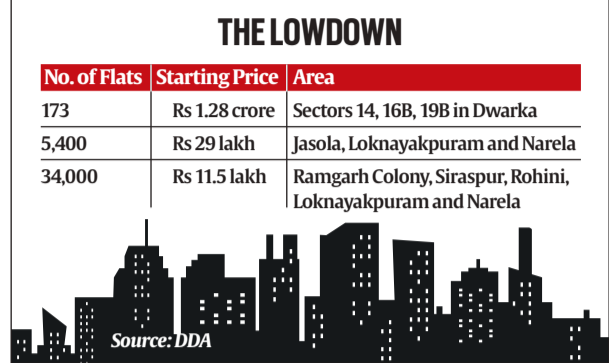 THE LOWDOWN
No. of Flats Starting Price Area
173 Rs 1.28 crore Sectors 14, 16B, 19B in Dwarka
5,400 Rs 29 lakh Jasola, Loknayakpuram and Narela
34,000 Rs 11.5 lakh Ramgarh Colony, Siraspur, Rohini,
Loknayakpuram and Narela
Source: DDA